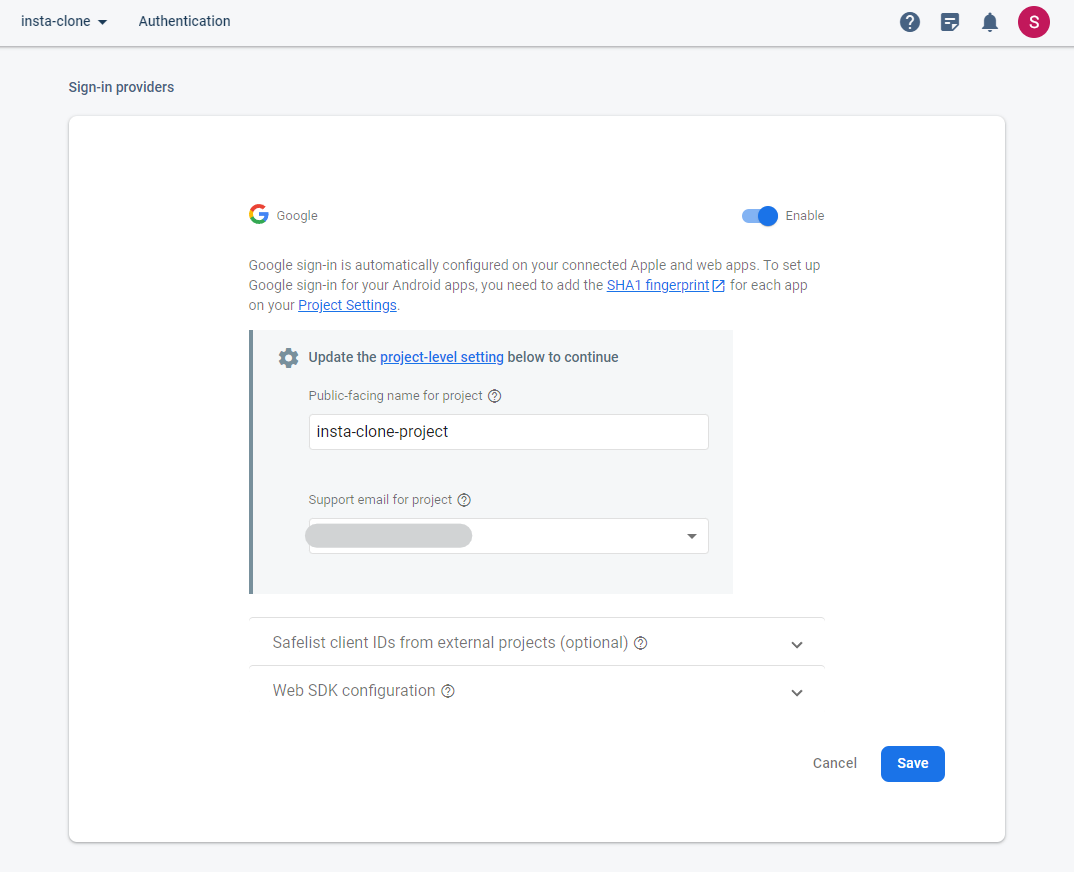 insta-clone Authentication
S
Sign-in providers
Google
Enable
Google sign-in is automatically configured on your connected Apple and web apps. To set up
Google sign-in for your Android apps, you need to add the SHA1 fingerprint for each app
on your Project Settings.
Update the project-level setting below to continue
Public-facing name for project
insta-clone-project
Support email for project
Safelist client IDs from external projects (optional)
Web SDK configuration
Cancel
Save